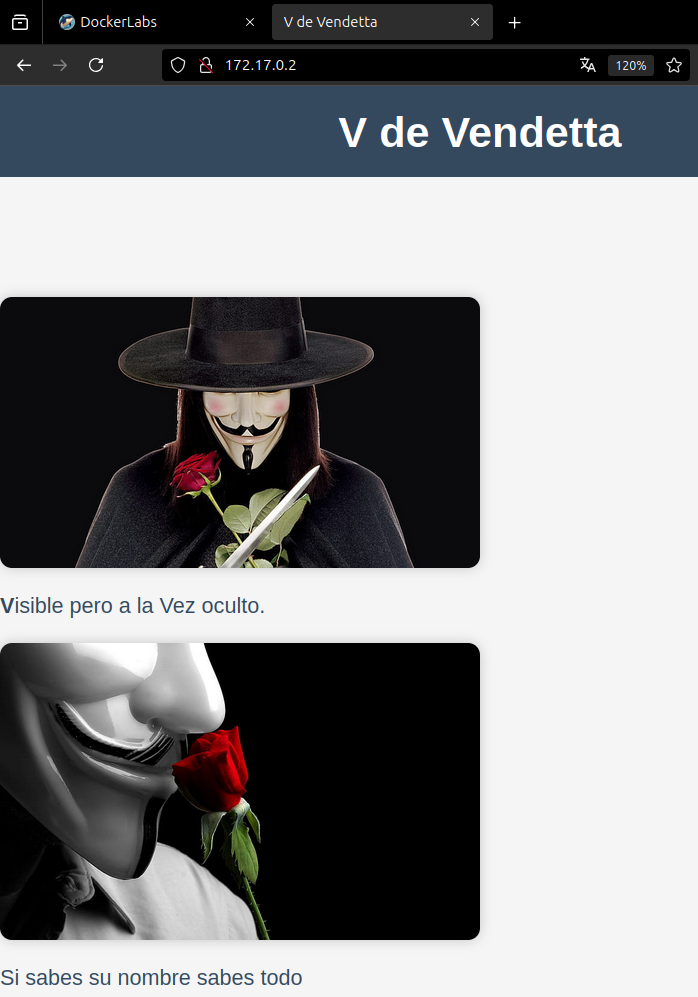 DockerLabs
V de Vendetta
172.17.0.2
120%
V de Vendetta
Visible pero a la Vez oculto.
Si sabes su nombre sabes todo